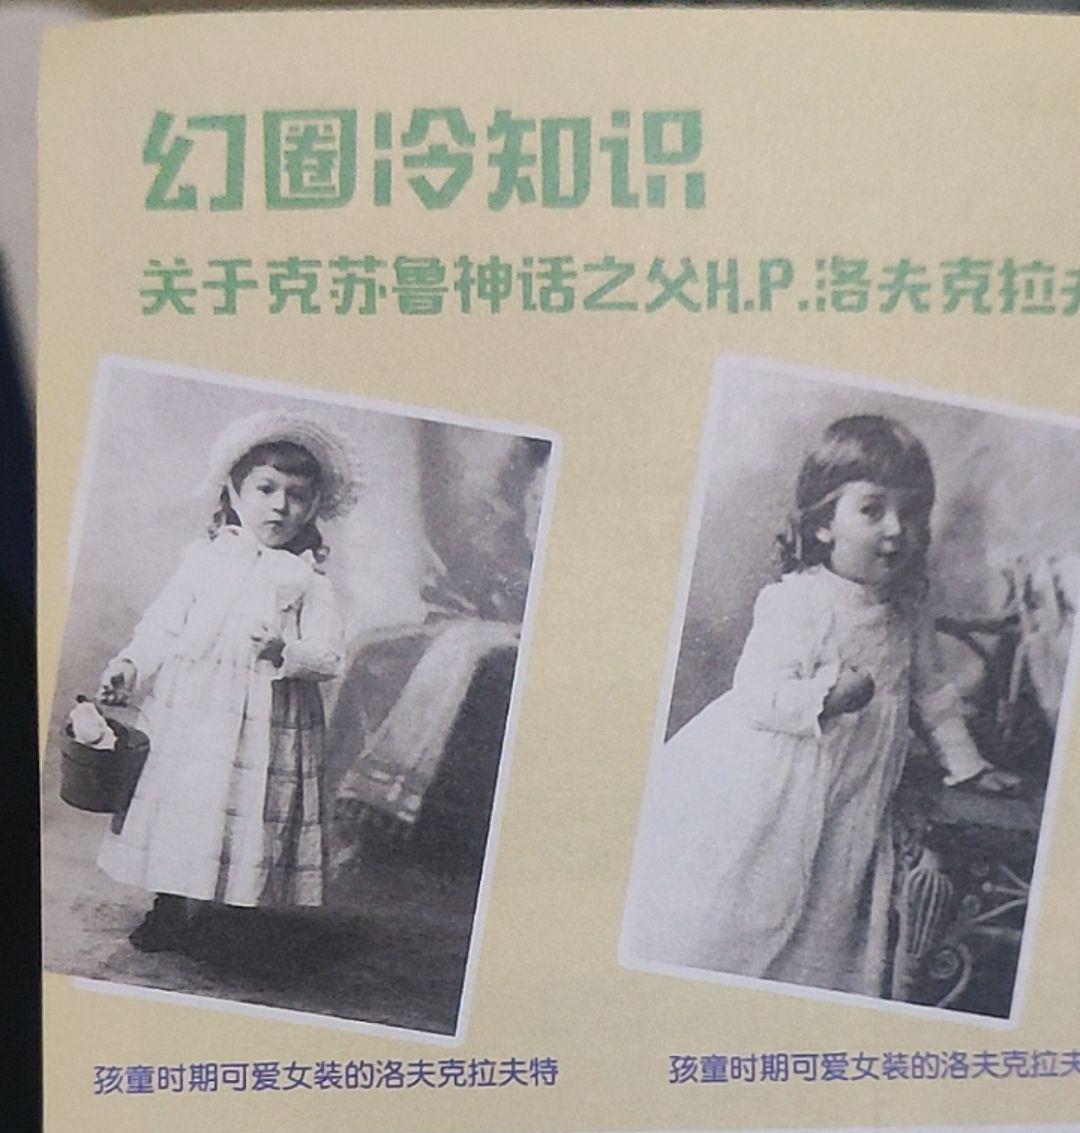 幻圈冷知识
关于克苏鲁神话之父H.P.洛夫克拉夫
孩童时期可爱女装的洛夫克拉夫特
孩童时期可爱女装的洛夫克拉夫